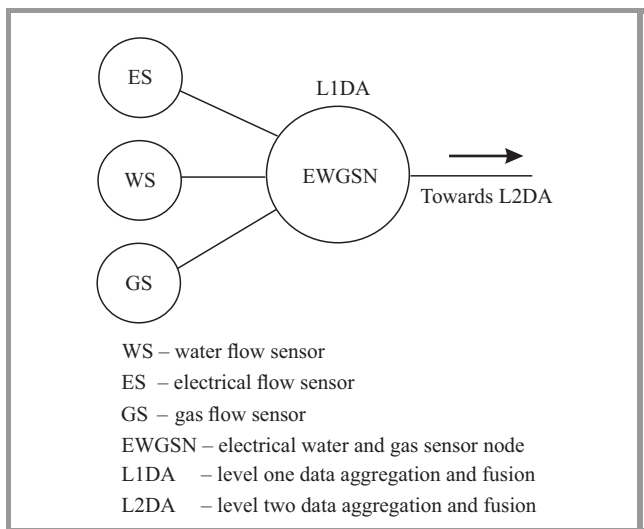 ES
L1DA
WS
EWGSN
Towards L2DA
GS
WS – water flow sensor
ES – electrical flow sensor
GS – gas flow sensor
EWGSN – electrical water and gas sensor node
L1DA – level one data aggregation and fusion
L2DA – level two data aggregation and fusion